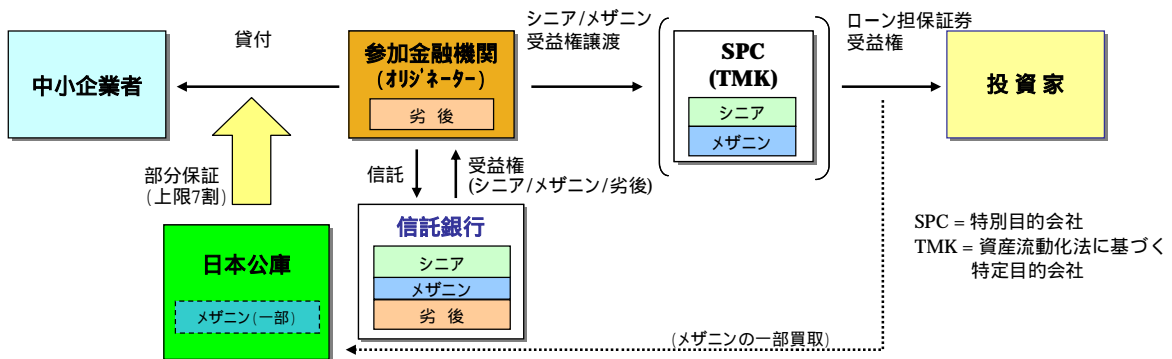 貸付
シニア/メザニン
受益権譲渡
ローン担保証券
受益権
中小企業者
参加金融機関
(オリジネーター)
劣 後
SPC
(TMK)
シニア
メザニン
投 資 家
部分保証
(上限7割)
信託
受益権
(シニア/メザニン/劣後)
信託銀行
シニア
メザニン
劣 後
日本公庫
メザニン(一部)
SPC = 特別目的会社
TMK = 資産流動化法に基づく
特定目的会社
(メザニンの一部買取)